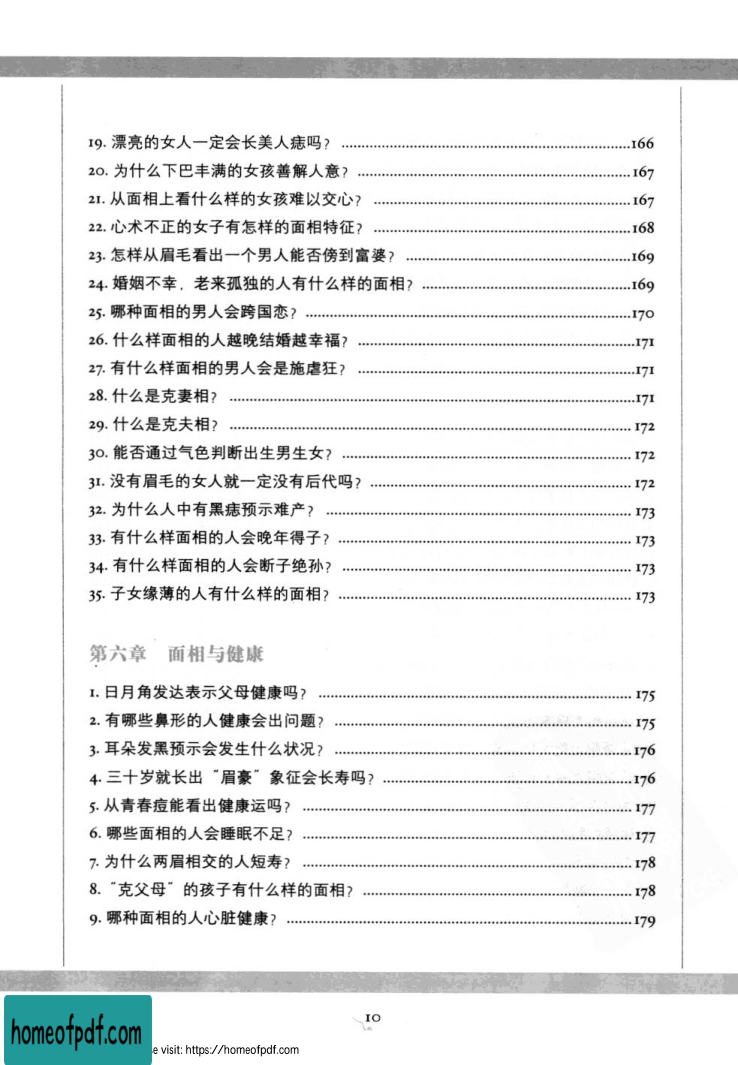 19. 漂亮的女人一定会长美人痣吗? ........................ 166
20. 为什么下巴丰满的女孩善解人意? ........................ 167
21. 从面相上看什么样的女孩难以交心? ........................ 167
22. 心术不正的女子有怎样的面相特征? ........................ 168
23. 怎样从眉毛看出一个男人能否傍到富婆? ........................ 169
24. 婚姻不幸、老来孤独的人有什么样的面相? ........................ 169
25. 哪种面相的男人会跨国恋? ........................ 170
26. 什么样面相的人越晚结婚越幸福? ........................ 171
27. 有什么样面相的男人会是施虐狂? ........................ 171
28. 什么是克妻相? ........................ 171
29. 什么是克夫相? ........................ 172
30. 能否通过气色判断出生男生女? ........................ 172
31. 没有眉毛的女人就一定没有后代吗? ........................ 172
32. 为什么人中有黑痣预示难产? ........................ 173
33. 有什么样面相的人会晚年得子? ........................ 173
34. 有什么样面相的人会断子绝孙? ........................ 173
35. 子女缘薄的人有什么样的面相? ........................ 173
第六章 面相与健康
1. 日月角发达表示父母健康吗? ........................ 175
2. 有哪些鼻形的人健康会出问题? ........................ 175
3. 耳朵发黑预示会发生什么状况? ........................ 176
4. 三十岁就长出“眉豪”象征会长寿吗? ........................ 176
5. 从青春痘能看出健康运吗? ........................ 177
6. 哪些面相的人会睡眠不足? ........................ 177
7. 为什么两眉相交的人短寿? ........................ 178
8. “克父母”的孩子有什么样的面相? ........................ 178
9. 哪种面相的人心脏健康? ........................ 179
10
homeofpdf.com
e visit: https://homeofpdf.com